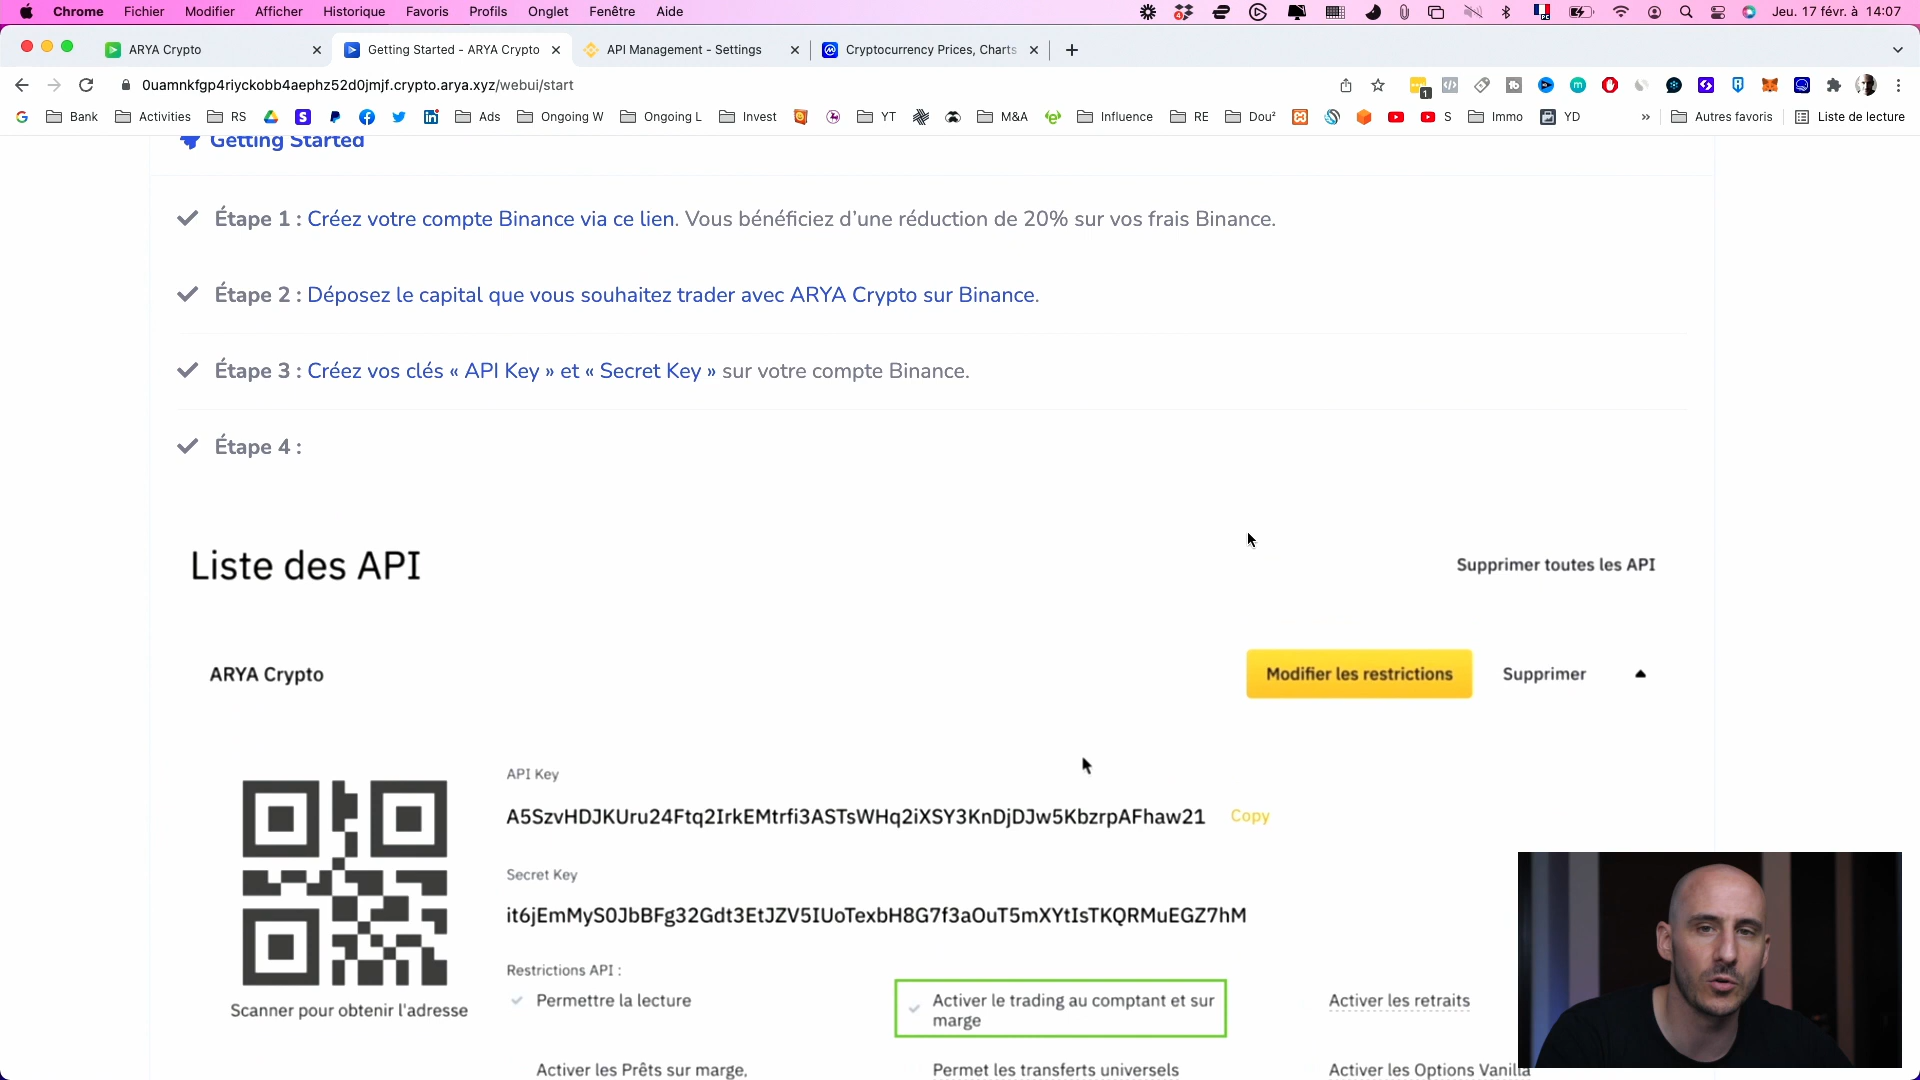 Chrome Fichier Modifier Afficher Historique Favoris Profils Onglet Fenêtre Aide Jeu. 17 févr. à 14:07
ARYA Crypto Getting Started - ARYA Crypto API Management - Settings Cryptocurrency Prices, Charts
0uamnkfgp4riyckobb4aephz52d0jmjf.crypto.arya.xyz/webui/start
Bank Activities RS Ads Ongoing W Ongoing L Invest YT M&A Influence RE Dou² S Immo YD » Autres favoris Liste de lecture
Getting Started
Étape 1 : Créez votre compte Binance via ce lien. Vous bénéficiez d’une réduction de 20% sur vos frais Binance.
Étape 2 : Déposez le capital que vous souhaitez trader avec ARYA Crypto sur Binance.
Étape 3 : Créez vos clés « API Key » et « Secret Key » sur votre compte Binance.
Étape 4 :
Liste des API
Supprimer toutes les API
ARYA Crypto
Modifier les restrictions Supprimer
API Key
A5SzvHDJKUru24Ftq2IrkEMtrfi3ASTsWHq2iXSY3KnDjDJw5KbzrpAFhaw21 Copy
Secret Key
it6jEmMyS0JbBFg32Gdt3EtJZV5IUoTexbH8G7f3aOuT5mXYtIsTKQRMuEGZ7hM
Scanner pour obtenir l'adresse
Restrictions API :
Permettre la lecture
Activer le trading au comptant et sur
marge
Activer les retraits
Activer les Prêts sur marge,
Permet les transferts universels
Activer les Options Vanilla